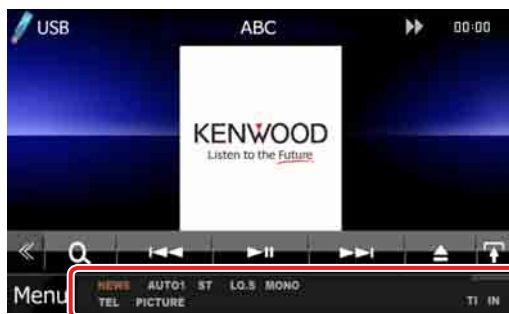 USB ABC 00:00
KENWOOD
Listen to the Future
Menu NEWS AUTO1 ST LO.S MONO
TEL PICTURE TI IN